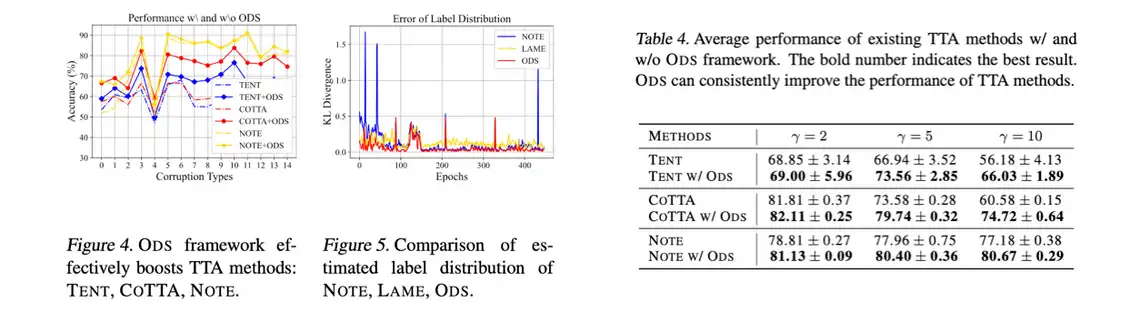 Performance w\ and w\o ODS
Accuracy (%)
100
90
80
70
60
50
40
30
TENT
TENT+ODS
COTTA
COTTA+ODS
NOTE
NOTE+ODS
0 1 2 3 4 5 6 7 8 9 10 11 12 13 14
Corruption Types
Figure 4. ODS framework ef-
fectively boosts TTA methods:
TENT, COTTA, NOTE.
Error of Label Distribution
KL Divergence
1.5
1.0
0.5
0.0
NOTE
LAME
ODS
0 100 200 300 400
Epochs
Figure 5. Comparison of es-
timated label distribution of
NOTE, LAME, ODS.
Table 4. Average performance of existing TTA methods w/ and
w/o ODS framework. The bold number indicates the best result.
ODS can consistently improve the performance of TTA methods.
METHODS γ = 2 γ = 5 γ = 10
TENT 68.85 ± 3.14 66.94 ± 3.52 56.18 ± 4.13
TENT W/ ODS 69.00 ± 5.96 73.56 ± 2.85 66.03 ± 1.89
COTTA 81.81 ± 0.37 73.58 ± 0.28 60.58 ± 0.15
COTTA W/ ODS 82.11 ± 0.25 79.74 ± 0.32 74.72 ± 0.64
NOTE 78.81 ± 0.27 77.96 ± 0.75 77.18 ± 0.38
NOTE W/ ODS 81.13 ± 0.09 80.40 ± 0.36 80.67 ± 0.29